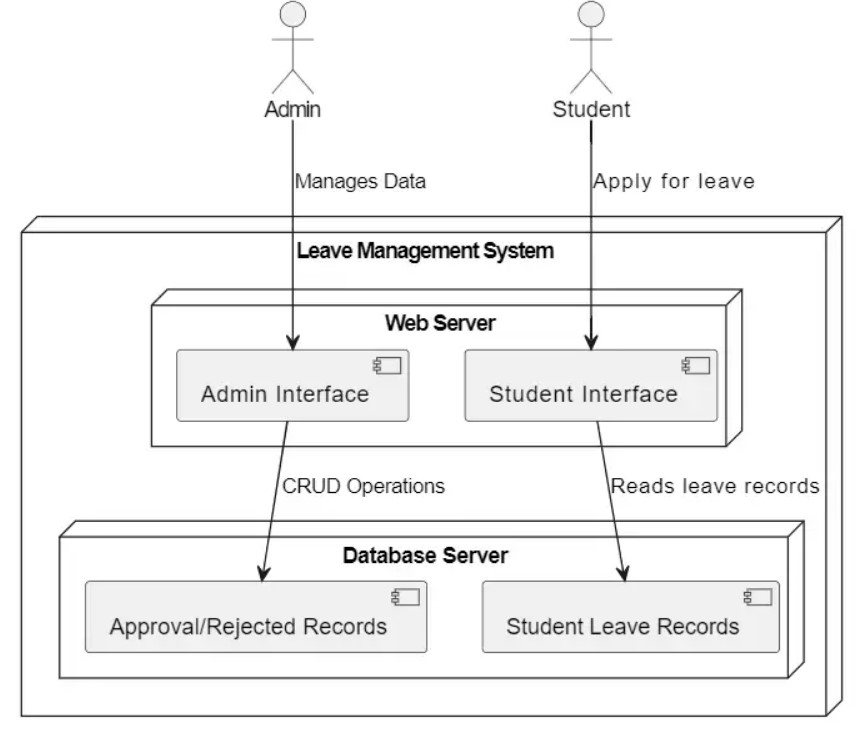 Admin
Student
Manages Data
Apply for leave
Leave Management System
Web Server
Admin Interface
Student Interface
CRUD Operations
Reads leave records
Database Server
Approval/Rejected Records
Student Leave Records